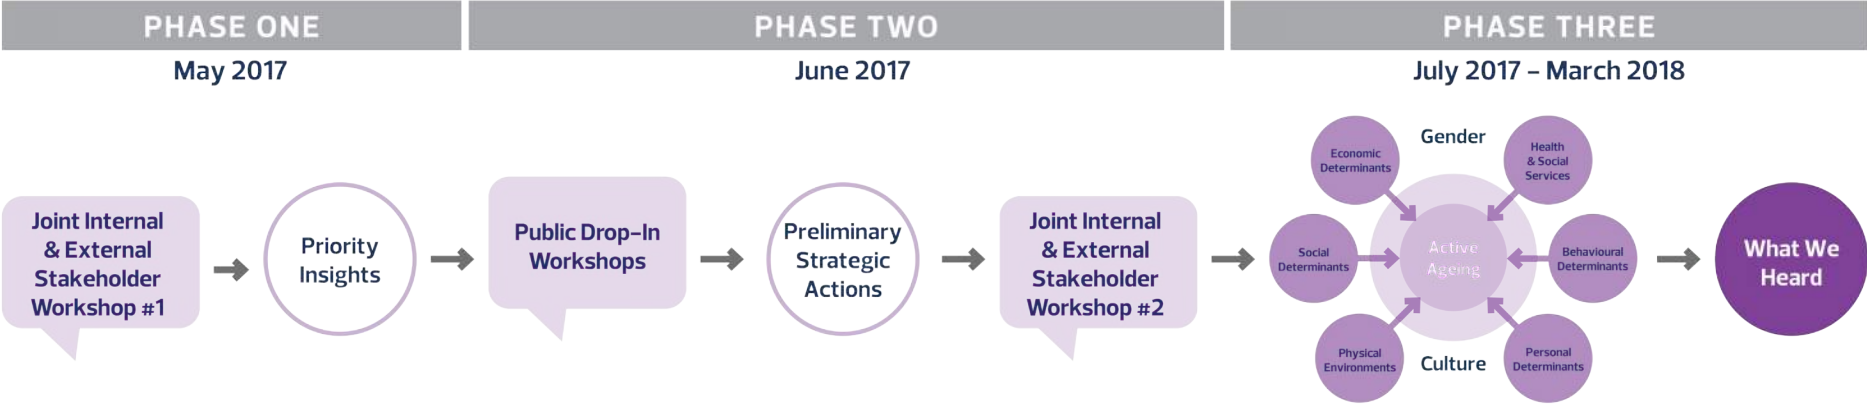 PHASE ONE
May 2017
Joint Internal
& External
Stakeholder
Workshop #1
Priority
Insights
PHASE TWO
June 2017
Public Drop-In
Workshops
Preliminary
Strategic
Actions
Joint Internal
& External
Stakeholder
Workshop #2
PHASE THREE
July 2017 – March 2018
Gender
Economic
Determinants
Health
& Social
Services
Social
Determinants
Active
Ageing
Behavioural
Determinants
Physical
Environments
Culture
Personal
Determinants
What We
Heard